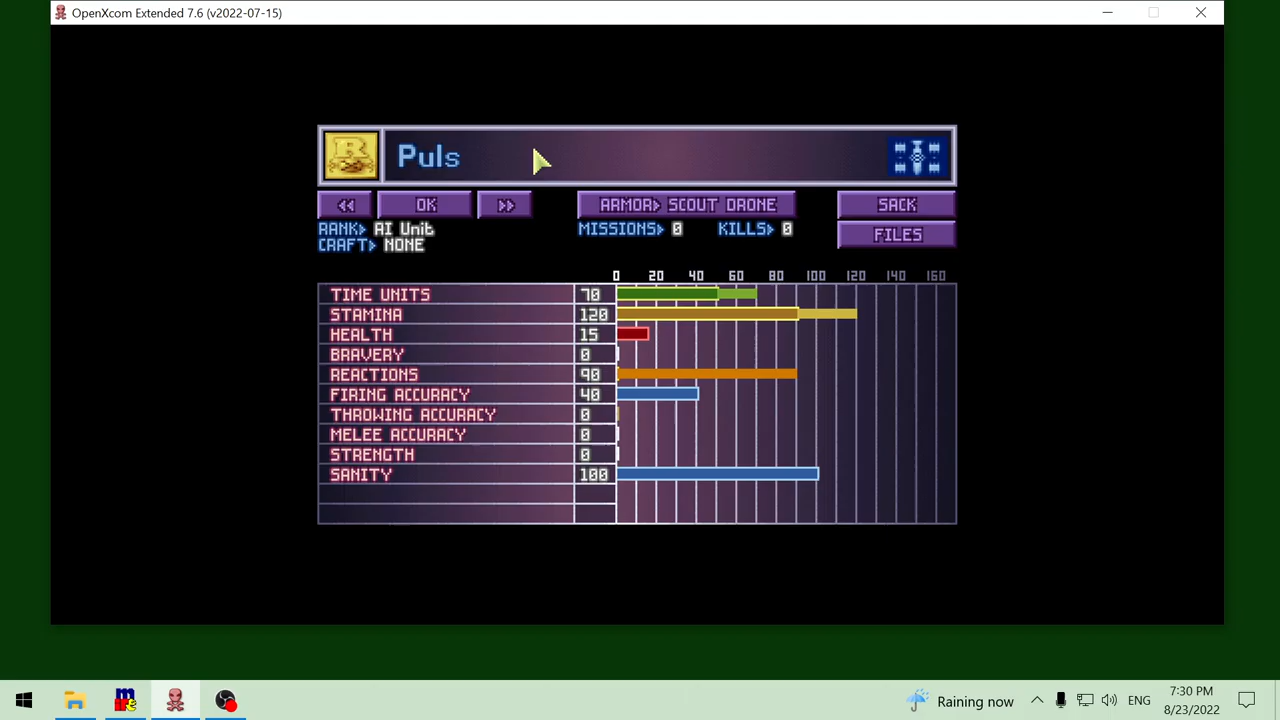 OpenXcom Extended 7.6 (v2022-07-15)
R
Puls
OK
ARMOR> SCOUT DRONE
SACK
RANK> AI Unit
MISSIONS> 0 KILLS> 0
FILES
CRAFT> NONE
0 20 40 60 80 100 120 140 160
TIME UNITS 70
STAMINA 120
HEALTH 15
BRAVERY 0
REACTIONS 90
FIRING ACCURACY 40
THROWING ACCURACY 0
MELEE ACCURACY 0
STRENGTH 0
SANITY 100
Raining now
ENG
7:30 PM
8/23/2022